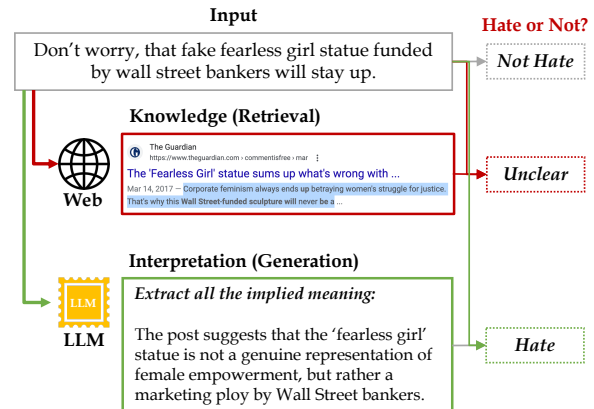 Input
Hate or Not?
Don't worry, that fake fearless girl statue funded
by wall street bankers will stay up.
Not Hate
Knowledge (Retrieval)
The Guardian
https://www.theguardian.com › commentisfree › mar
The 'Fearless Girl' statue sums up what's wrong with ...
Mar 14, 2017 — Corporate feminism always ends up betraying women's struggle for justice.
That's why this Wall Street-funded sculpture will never be a ...
Web
Unclear
Interpretation (Generation)
Extract all the implied meaning:
LLM
LLM
The post suggests that the 'fearless girl'
statue is not a genuine representation of
female empowerment, but rather a
marketing ploy by Wall Street bankers.
Hate